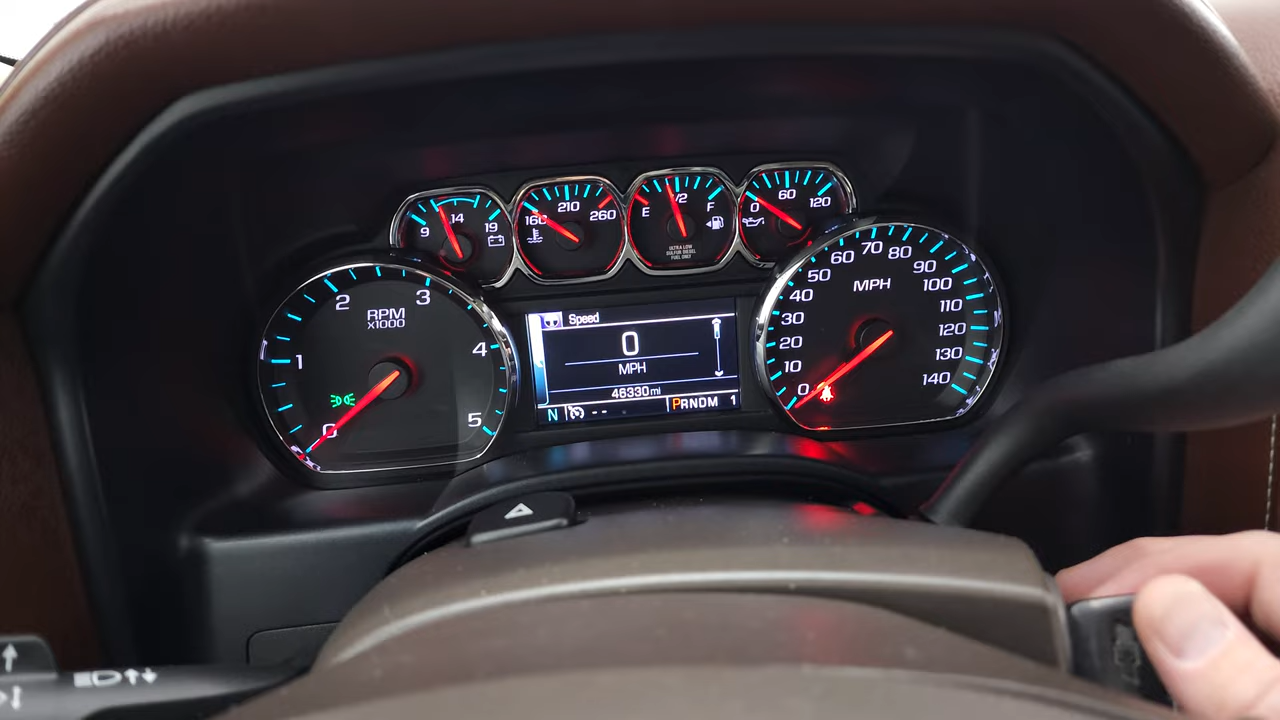 9 14 19
160 210 260
E 1/2 F
ULTRA LOW
SULFUR DIESEL
FUEL ONLY
0 60 120
0 1 2 3 4 5
RPM
X1000
Speed
0
MPH
46330mi
N -- PRNDM 1
0 10 20 30 40 50 60 70 80 90 100 110 120 130 140
MPH